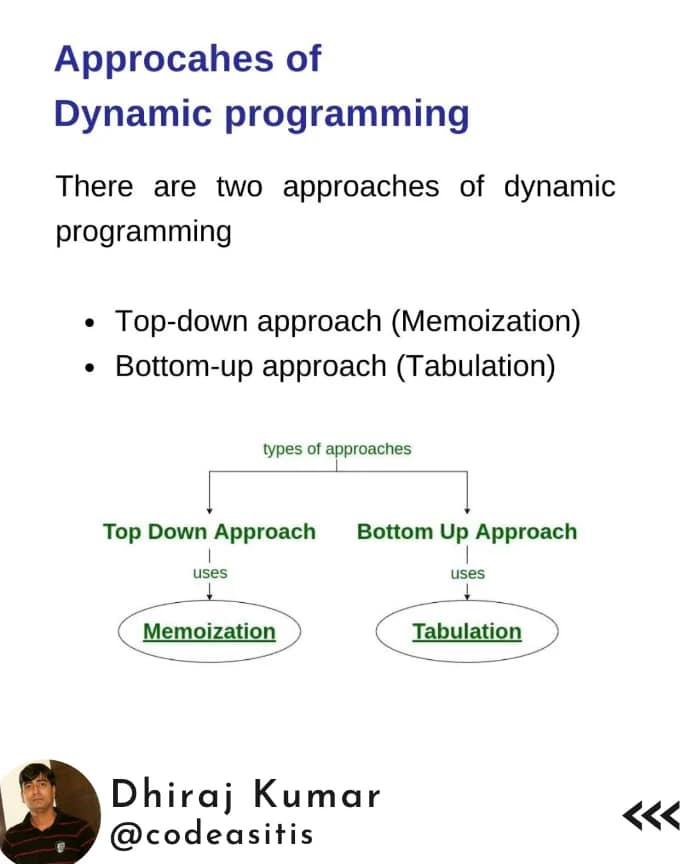 Approcahes of
Dynamic programming
There are two approaches of dynamic
programming
• Top-down approach (Memoization)
• Bottom-up approach (Tabulation)
types of approaches
Top Down Approach Bottom Up Approach
uses uses
Memoization Tabulation
Dhiraj Kumar
@codeasitis